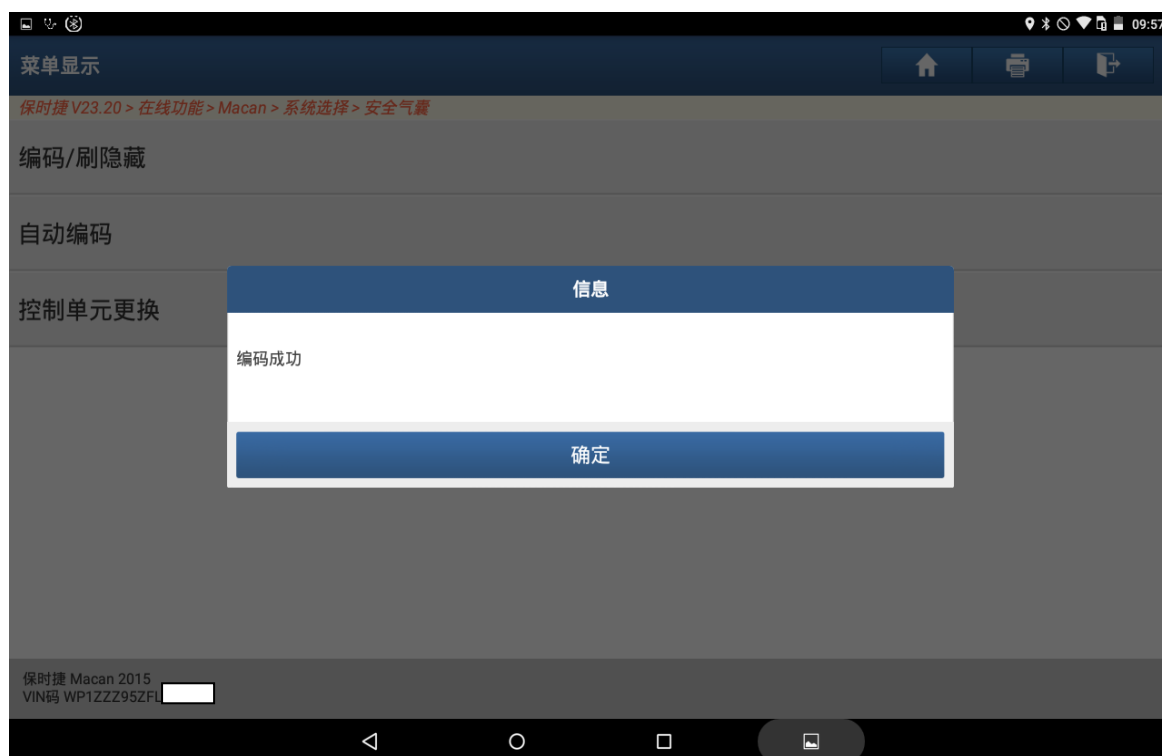 09:57
菜单显示
保时捷 V23.20 > 在线功能 > Macan > 系统选择 > 安全气囊
编码/刷隐藏
自动编码
控制单元更换
信息
编码成功
确定
保时捷 Macan 2015
VIN码 WP1ZZZ95ZFL